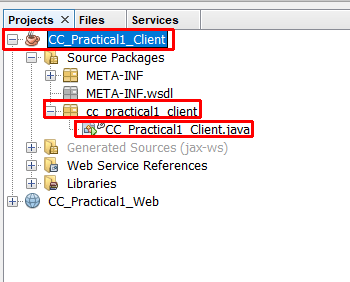 Projects Files Services
CC_Practical1_Client
Source Packages
META-INF
META-INF.wsdl
cc_practical1_client
CC_Practical1_Client.java
Generated Sources (jax-ws)
Web Service References
Libraries
CC_Practical1_Web